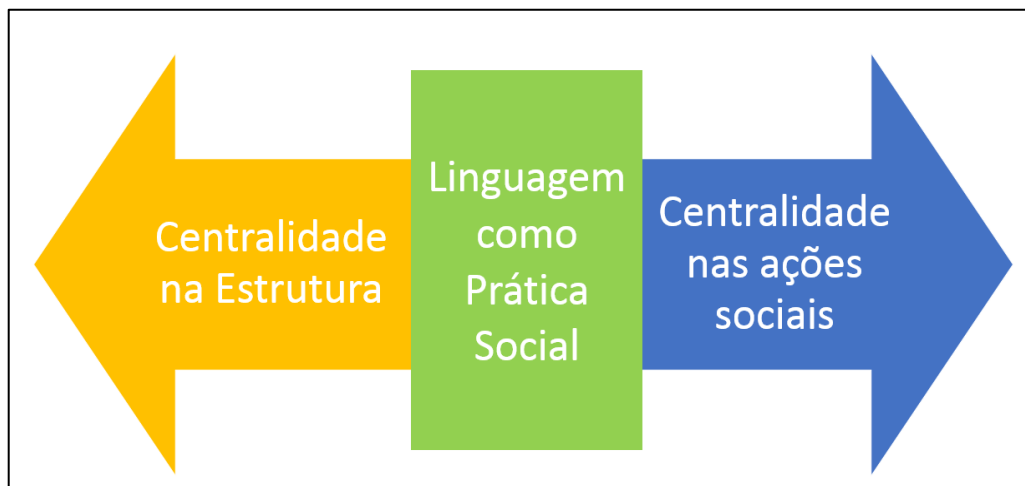 Centralidade
na Estrutura
Linguagem
como
Prática
Social
Centralidade
nas ações
sociais